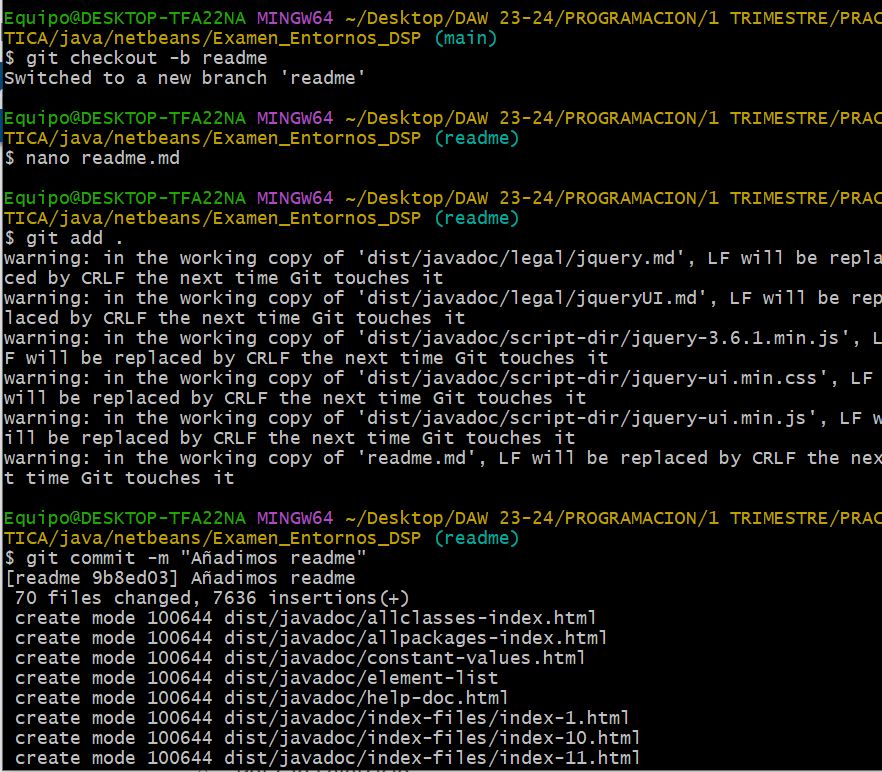 Equipo@DESKTOP-TFA22NA MINGW64 ~/Desktop/DAW 23-24/PROGRAMACION/1 TRIMESTRE/PRAC
TICA/java/netbeans/Examen_Entornos_DSP (main)
$ git checkout -b readme
Switched to a new branch 'readme'
Equipo@DESKTOP-TFA22NA MINGW64 ~/Desktop/DAW 23-24/PROGRAMACION/1 TRIMESTRE/PRAC
TICA/java/netbeans/Examen_Entornos_DSP (readme)
$ nano readme.md
Equipo@DESKTOP-TFA22NA MINGW64 ~/Desktop/DAW 23-24/PROGRAMACION/1 TRIMESTRE/PRAC
TICA/java/netbeans/Examen_Entornos_DSP (readme)
$ git add .
warning: in the working copy of 'dist/javadoc/legal/jquery.md', LF will be repla
ced by CRLF the next time Git touches it
warning: in the working copy of 'dist/javadoc/legal/jqueryUI.md', LF will be rep
laced by CRLF the next time Git touches it
warning: in the working copy of 'dist/javadoc/script-dir/jquery-3.6.1.min.js', L
F will be replaced by CRLF the next time Git touches it
warning: in the working copy of 'dist/javadoc/script-dir/jquery-ui.min.css', LF
will be replaced by CRLF the next time Git touches it
warning: in the working copy of 'dist/javadoc/script-dir/jquery-ui.min.js', LF w
ill be replaced by CRLF the next time Git touches it
warning: in the working copy of 'readme.md', LF will be replaced by CRLF the nex
t time Git touches it
Equipo@DESKTOP-TFA22NA MINGW64 ~/Desktop/DAW 23-24/PROGRAMACION/1 TRIMESTRE/PRAC
TICA/java/netbeans/Examen_Entornos_DSP (readme)
$ git commit -m "Añadimos readme"
[readme 9b8ed03] Añadimos readme
70 files changed, 7636 insertions(+)
create mode 100644 dist/javadoc/allclasses-index.html
create mode 100644 dist/javadoc/allpackages-index.html
create mode 100644 dist/javadoc/constant-values.html
create mode 100644 dist/javadoc/element-list
create mode 100644 dist/javadoc/help-doc.html
create mode 100644 dist/javadoc/index-files/index-1.html
create mode 100644 dist/javadoc/index-files/index-10.html
create mode 100644 dist/javadoc/index-files/index-11.html